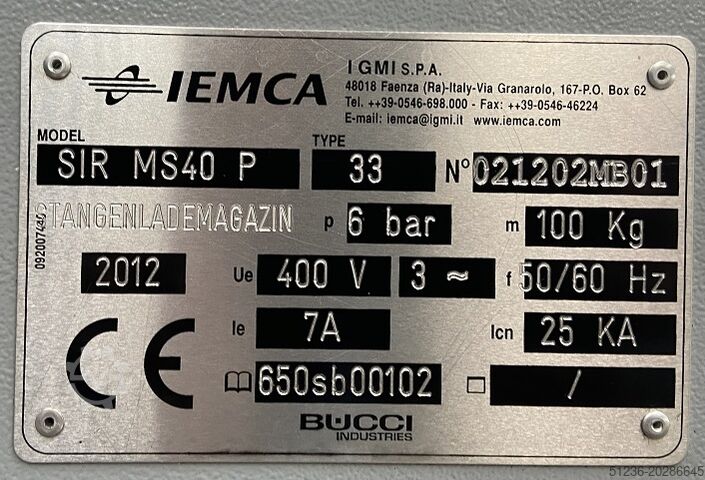 IEMCA
I GMI S.P.A.
48018 Faenza (Ra)-Italy-Via Granarolo, 167-P.O. Box 62
Tel. ++39-0546-698.000 - Fax: ++39-0546-46224
E-mail: iemca@igmi.it www.iemca.com
MODEL SIR MS40 P TYPE 33 N° 021202MB01
STANGENLADEMAGAZIN p 6 bar m 100 Kg
2012 Ue 400 V 3 ~ f 50/60 Hz
CE Ie 7A Icn 25 KA
650sb00102 /
BUCCI
INDUSTRIES
51236-20286645